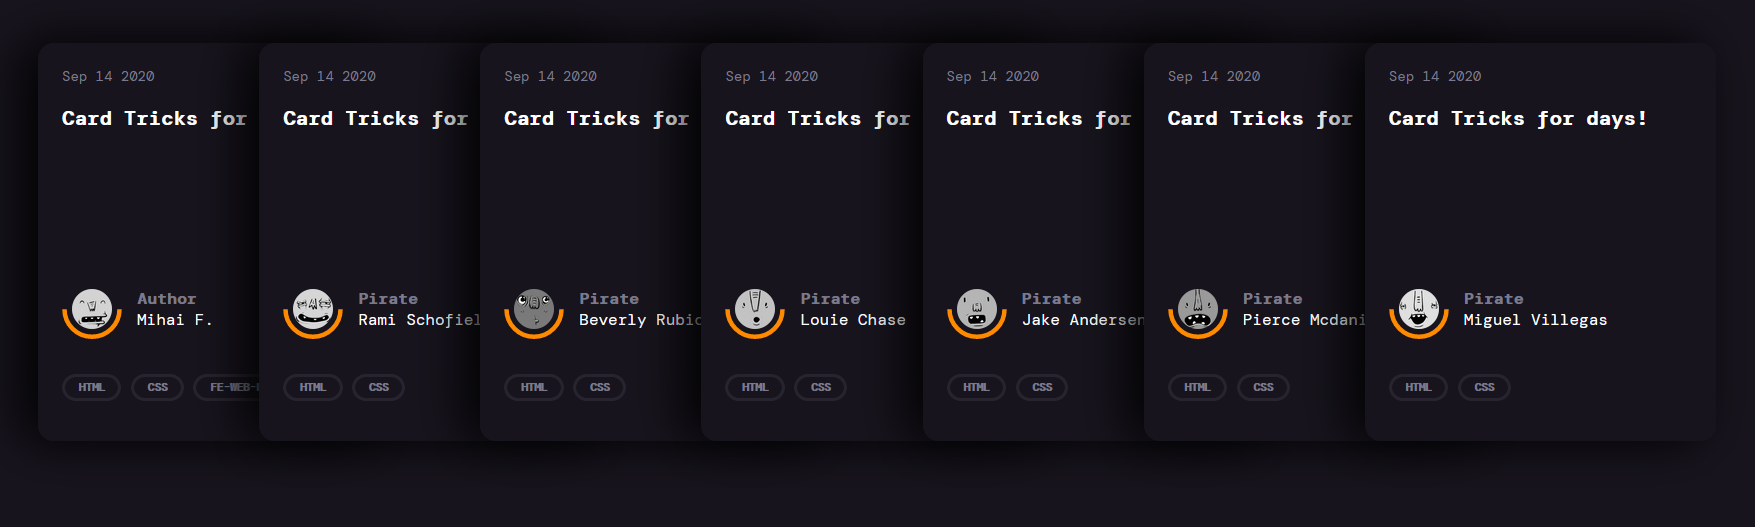 Sep 14 2020
Card Tricks for
Author
Mihai F.
HTML
CSS
FE-WEB-
Sep 14 2020
Card Tricks for
Pirate
Rami Schofiel
HTML
CSS
Sep 14 2020
Card Tricks for
Pirate
Beverly Rubic
HTML
CSS
Sep 14 2020
Card Tricks for
Pirate
Louie Chase
HTML
CSS
Sep 14 2020
Card Tricks for
Pirate
Jake Andersen
HTML
CSS
Sep 14 2020
Card Tricks for
Pirate
Pierce Mcdani
HTML
CSS
Sep 14 2020
Card Tricks for days!
Pirate
Miguel Villegas
HTML
CSS